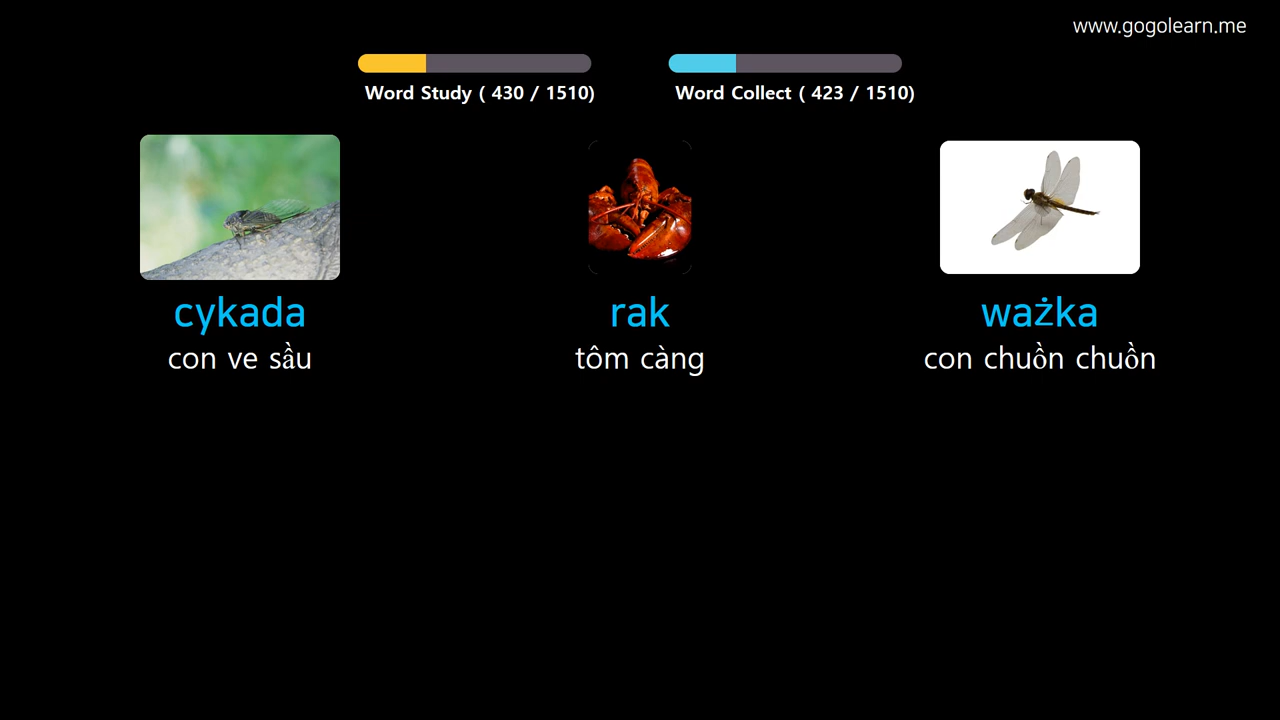 www.gogolearn.me
Word Study ( 430 / 1510)
Word Collect ( 423 / 1510)
cykada
con ve sầu
rak
tôm càng
ważka
con chuồn chuồn